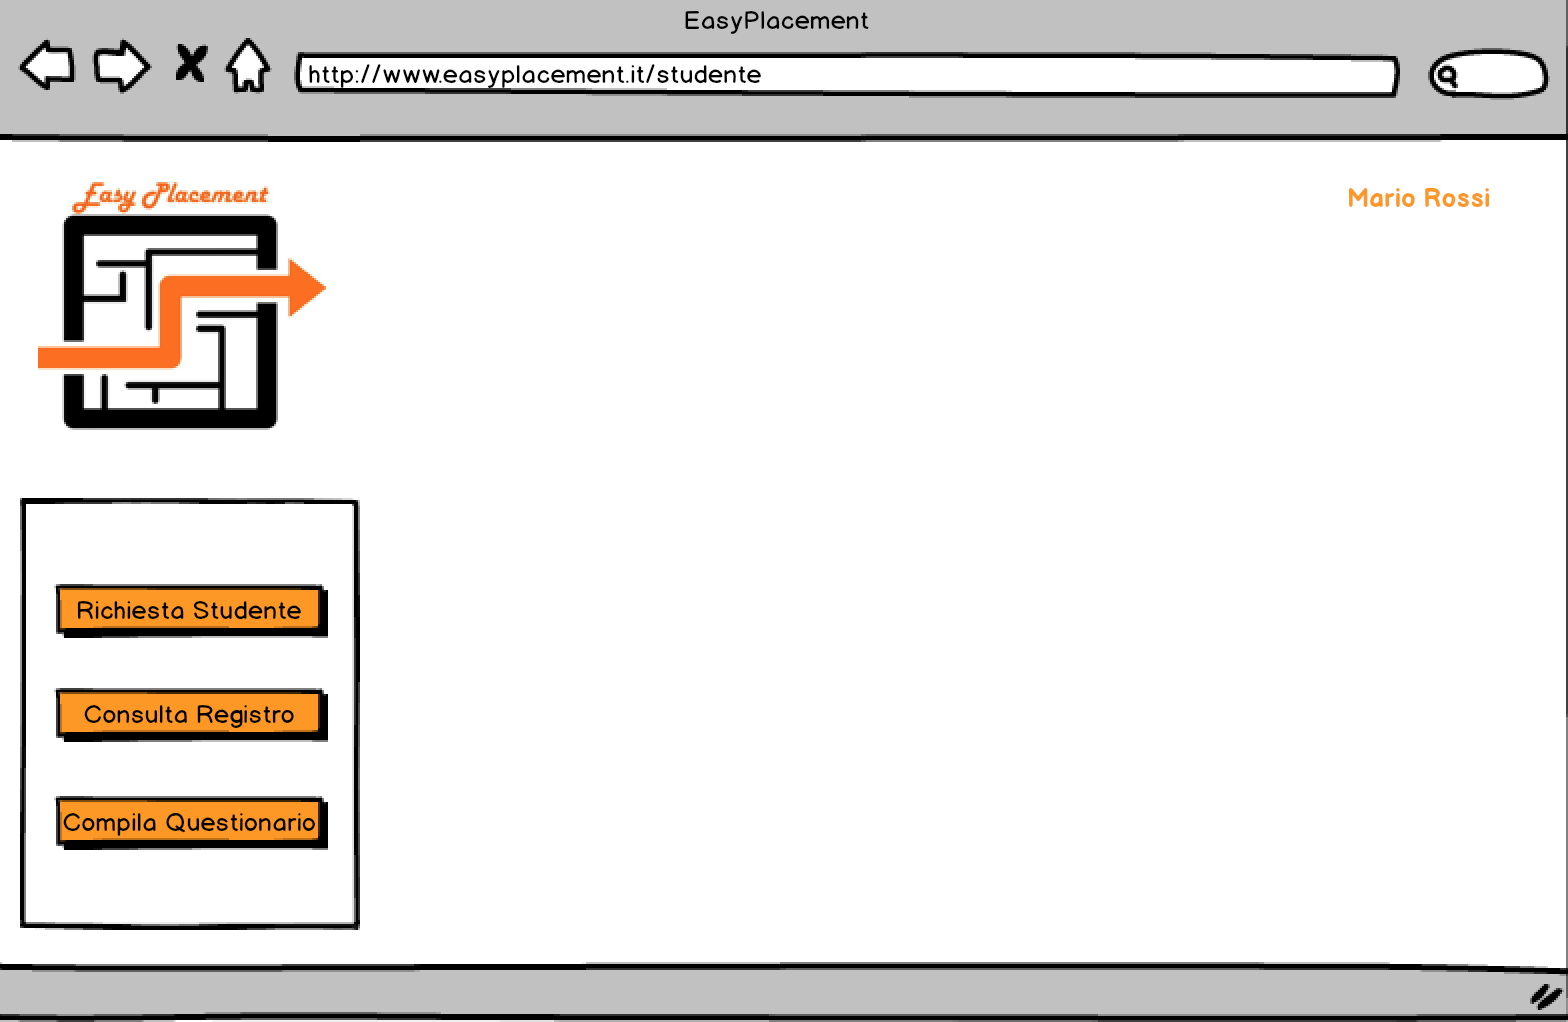 EasyPlacement
http://www.easyplacement.it/studente
Easy Placement
Mario Rossi
Richiesta Studente
Consulta Registro
Compila Questionario